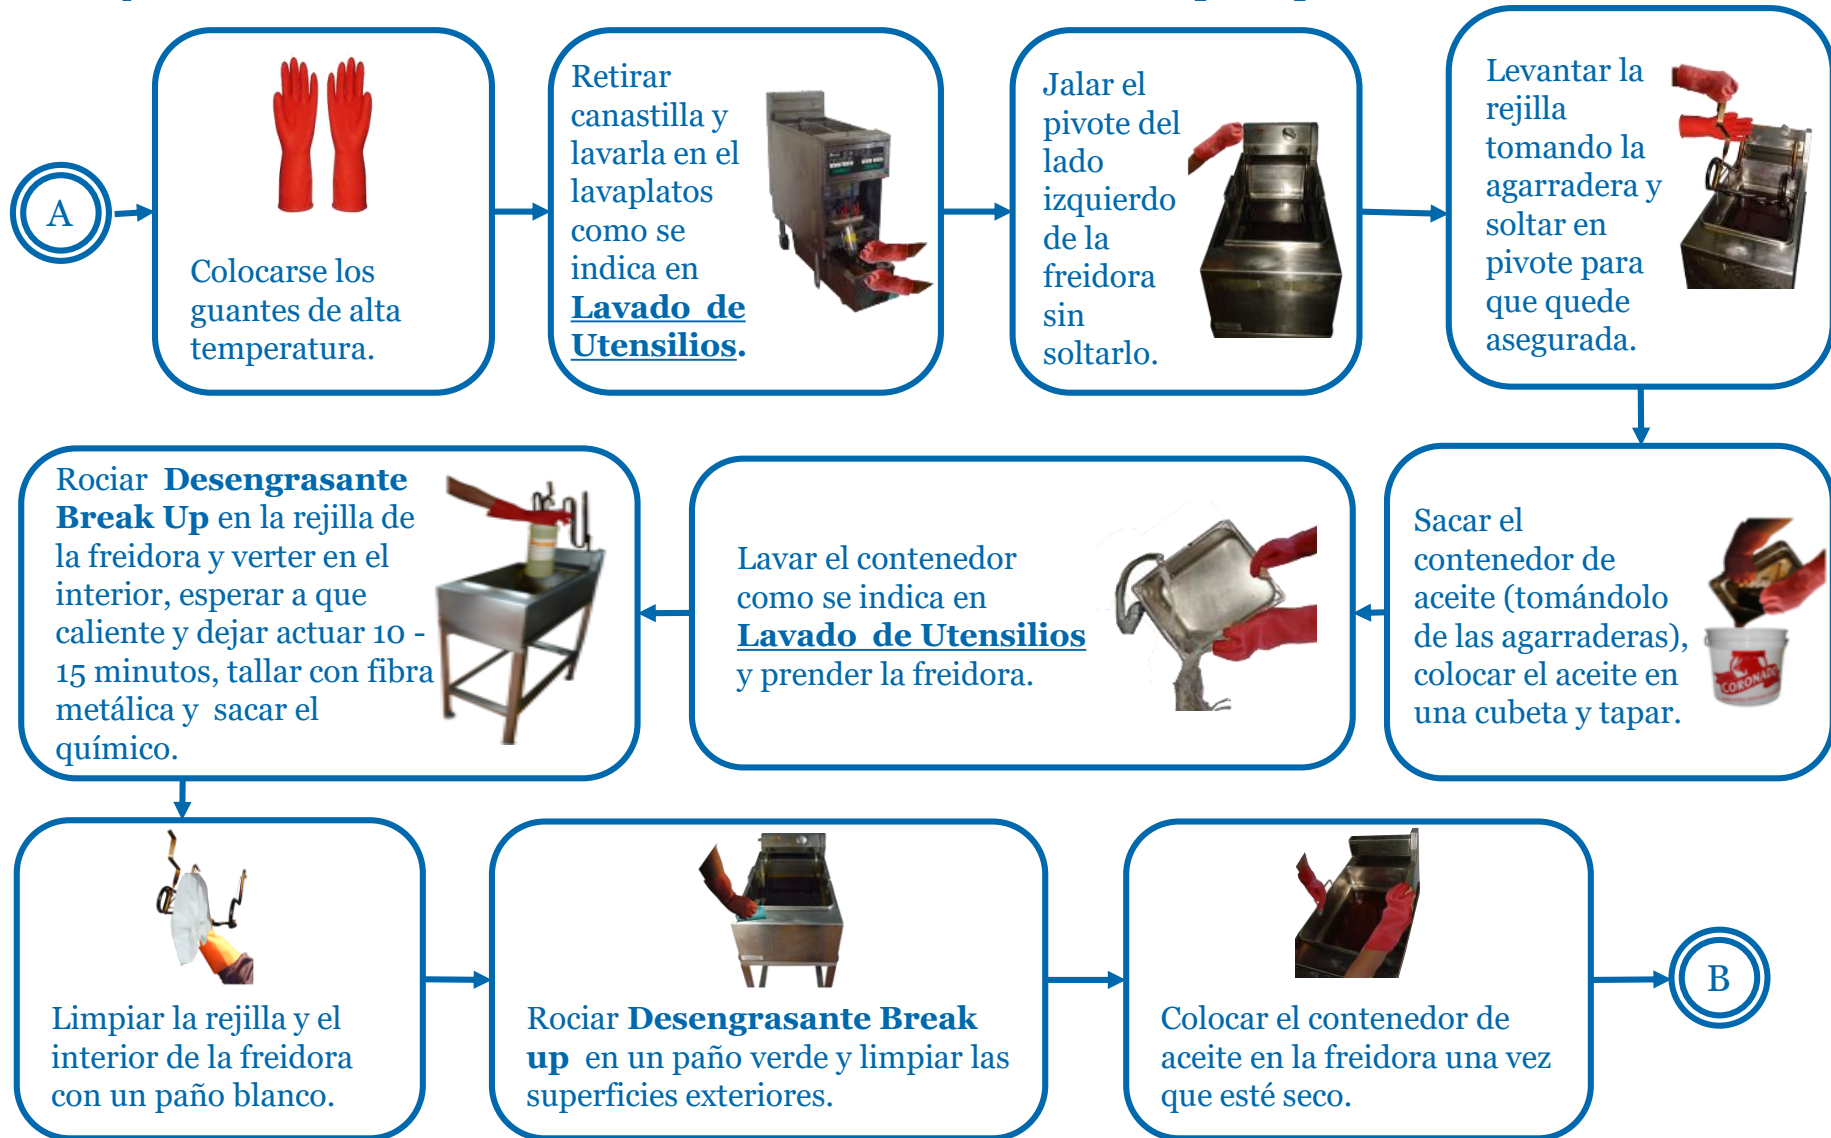 A
Colocarse los
guantes de alta
temperatura.
Retirar
canastilla y
lavarla en el
lavaplatos
como se
indica en
Lavado de
Utensilios.
Jalar el
pivote del
lado
izquierdo
de la
freidora
sin
soltarlo.
Levantar la
rejilla
tomando la
agarradera y
soltar en
pivote para
que quede
asegurada.
Sacar el
contenedor de
aceite (tomándolo
de las agarraderas),
colocar el aceite en
una cubeta y tapar.
CORONADO
Lavar el contenedor
como se indica en
Lavado de Utensilios
y prender la freidora.
Rociar Desengrasante
Break Up en la rejilla de
la freidora y verter en el
interior, esperar a que
caliente y dejar actuar 10 -
15 minutos, tallar con fibra
metálica y sacar el
químico.
Limpiar la rejilla y el
interior de la freidora
con un paño blanco.
Rociar Desengrasante Break
up en un paño verde y limpiar las
superficies exteriores.
Colocar el contenedor de
aceite en la freidora una vez
que esté seco.
B